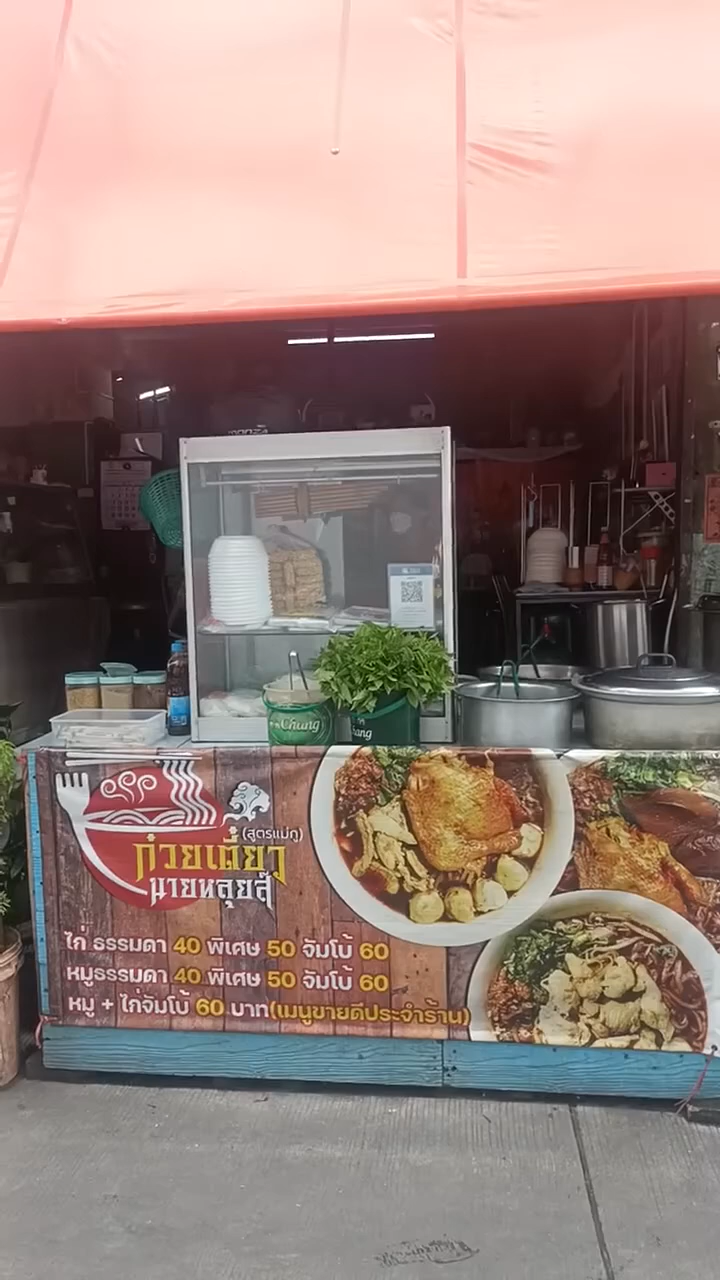 Chang
Chang
(สูตรแม่กู)
ก๋วยเตี๋ยว
นายหลุยส์
ไก่ ธรรมดา 40 พิเศษ 50 จัมโบ้ 60
หมูธรรมดา 40 พิเศษ 50 จัมโบ้ 60
หมู + ไก่จัมโบ้ 60 บาท(เมนูขายดีประจำร้าน)